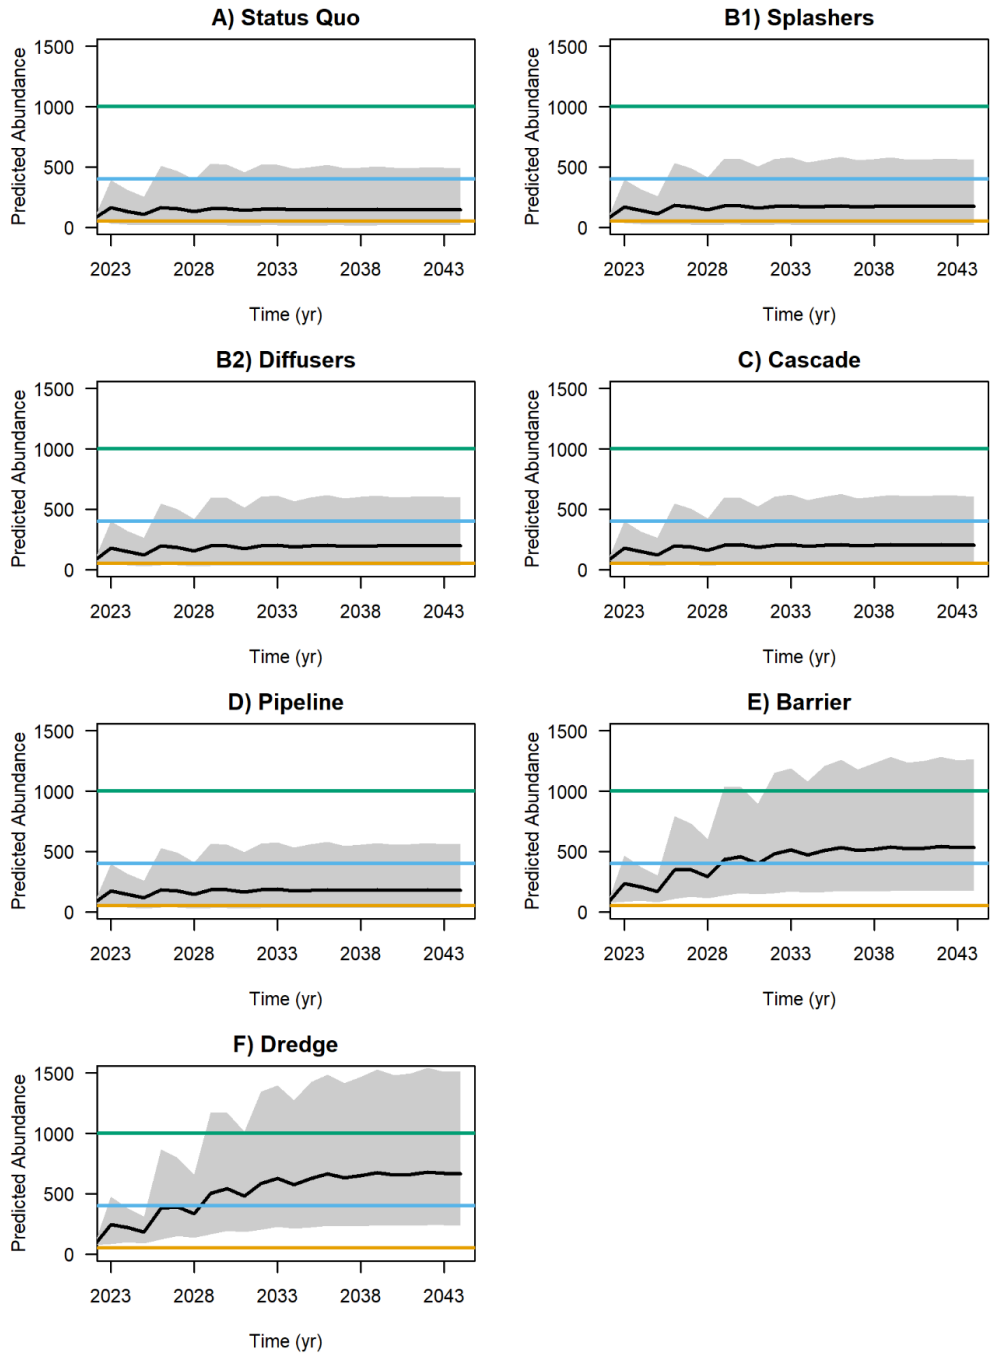 A) Status Quo
Predicted Abundance
1500
1000
500
0
2023 2028 2033 2038 2043
Time (yr)
B1) Splashers
Predicted Abundance
1500
1000
500
0
2023 2028 2033 2038 2043
Time (yr)
B2) Diffusers
Predicted Abundance
1500
1000
500
0
2023 2028 2033 2038 2043
Time (yr)
C) Cascade
Predicted Abundance
1500
1000
500
0
2023 2028 2033 2038 2043
Time (yr)
D) Pipeline
Predicted Abundance
1500
1000
500
0
2023 2028 2033 2038 2043
Time (yr)
E) Barrier
Predicted Abundance
1500
1000
500
0
2023 2028 2033 2038 2043
Time (yr)
F) Dredge
Predicted Abundance
1500
1000
500
0
2023 2028 2033 2038 2043
Time (yr)